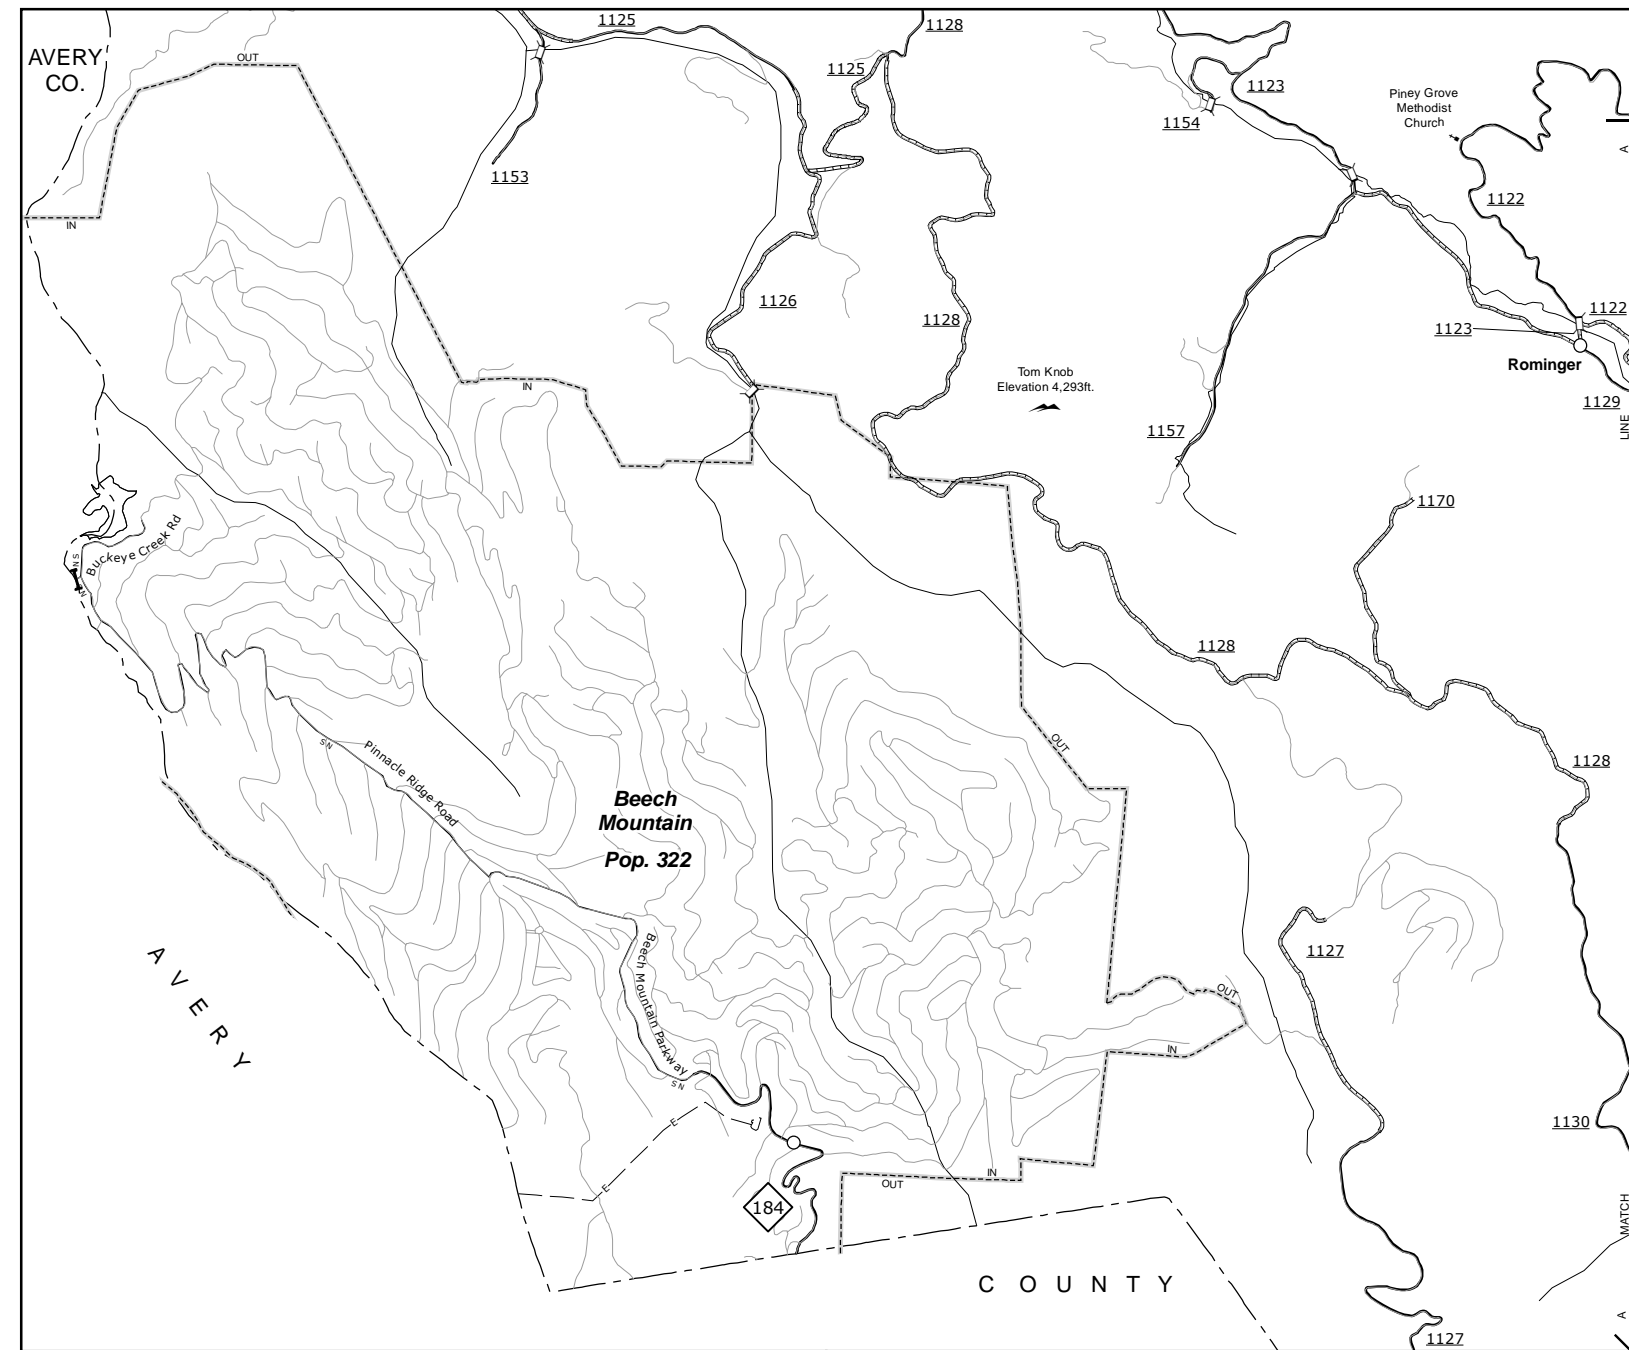 1125
1128
AVERY
CO.
OUT
1125
1123
Piney Grove
Methodist
Church
1154
A
1153
1122
IN
1126
1128
1122
1123
Rominger
Tom Knob
Elevation 4,293ft.
IN
1129
LINE
1157
1170
Buckeye Creek Rd
S N
S N
1128
OUT
S N
Pinnacle Ridge Road
1128
Beech
Mountain
Pop. 322
1127
AVERY
Beech Mountain Parkway
OUT
IN
S N
E
1130
E
IN
OUT
184
MATCH
COUNTY
A
1127